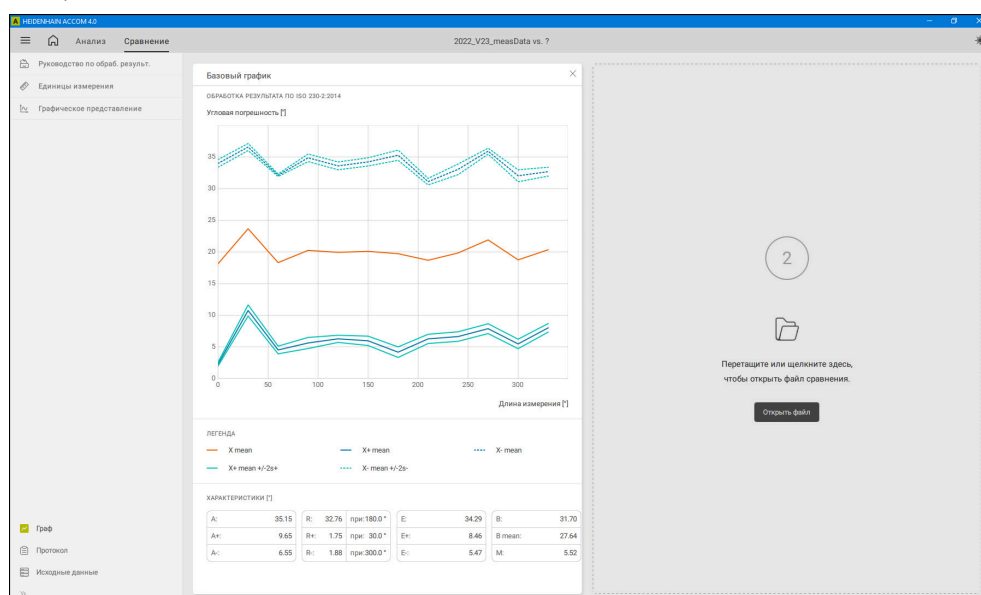 HEIDENHAIN ACCOM 4.0
Анализ Сравнение 2022_V23_measData vs. ?
Руководство по обраб. результ.
Единицы измерения
Графическое представление
Базовый график
ОБРАБОТКА РЕЗУЛЬТАТА ПО ISO 230-2:2014
Угловая погрешность ["]
35
30
25
20
15
10
5
0
0 50 100 150 200 250 300
Длина измерения [°]
ЛЕГЕНДА
X mean X+ mean X- mean
X+ mean +/-2s+ X- mean +/-2s-
ХАРАКТЕРИСТИКИ ["]
A: 35.15 R: 32.76 при: 180.0 ° E: 34.29 B: 31.70
A+: 9.65 R+: 1.75 при: 30.0 ° E+: 8.46 B mean: 27.64
A-: 6.55 R-: 1.88 при: 300.0 ° E-: 5.47 M: 5.52
2
Перетащите или щелкните здесь,
чтобы открыть файл сравнения.
Открыть файл
Граф
Протокол
Исходные данные